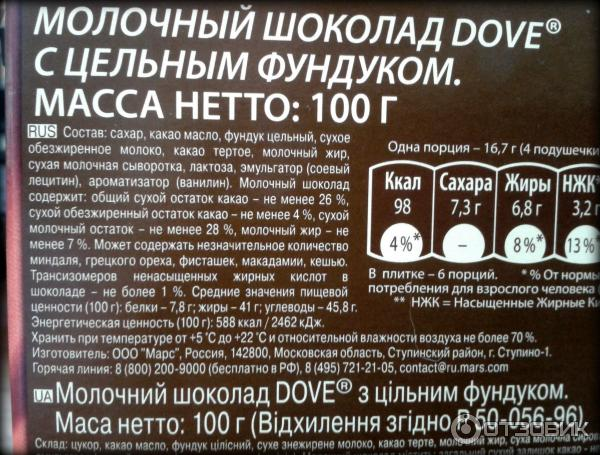 МОЛОЧНЫЙ ШОКОЛАД DOVE®
С ЦЕЛЬНЫМ ФУНДУКОМ.
МАССА НЕТТО: 100 Г
RUS Состав: сахар, какао масло, фундук цельный, сухое
обезжиренное молоко, какао тертое, молочный жир,
сухая молочная сыворотка, лактоза, эмульгатор (соевый
лецитин), ароматизатор (ванилин). Молочный шоколад
содержит: общий сухой остаток какао – не менее 26 %,
сухой обезжиренный остаток какао – не менее 4 %, сухой
молочный остаток – не менее 28 %, молочный жир – не
менее 7 %. Может содержать незначительное количество
миндаля, грецкого ореха, фисташек, макадамии, кешью.
Трансизомеров ненасыщенных жирных кислот в
шоколаде – не более 1 %. Средние значения пищевой
ценности (100 г): белки – 7,8 г; жиры – 41 г; углеводы – 45,8 г.
Энергетическая ценность (100 г): 588 ккал / 2462 кДж.
Одна порция – 16,7 г (4 подушечки
Ккал Сахара Жиры НЖК*
98 7,3 г 6,8 г 3,2 г
4%* – 8%* 13%
В плитке – 6 порций. * % От нормы
потребления для взрослого человека (
** НЖК = Насыщенные Жирные Ки
Хранить при температуре от +5˚С до +22˚С и относительной влажности воздуха не более 70 %.
Изготовитель: ООО "Марс", Россия, 142800, Московская область, Ступинский район, г. Ступино-1.
Горячая линия: 8 (800) 200-9000 (бесплатно в РФ), 8 (495) 721-21-05, contact@ru.mars.com
UA Молочний шоколад DOVE® з цільним фундуком.
Маса нетто: 100 г (Відхилення згідно Р 50-056-96)
Склад: цукор, какао масло, фундук цілісний, сухе знежирене молоко, какао терте, молочний жир, суха молочна сиров
ОТЗОВИК